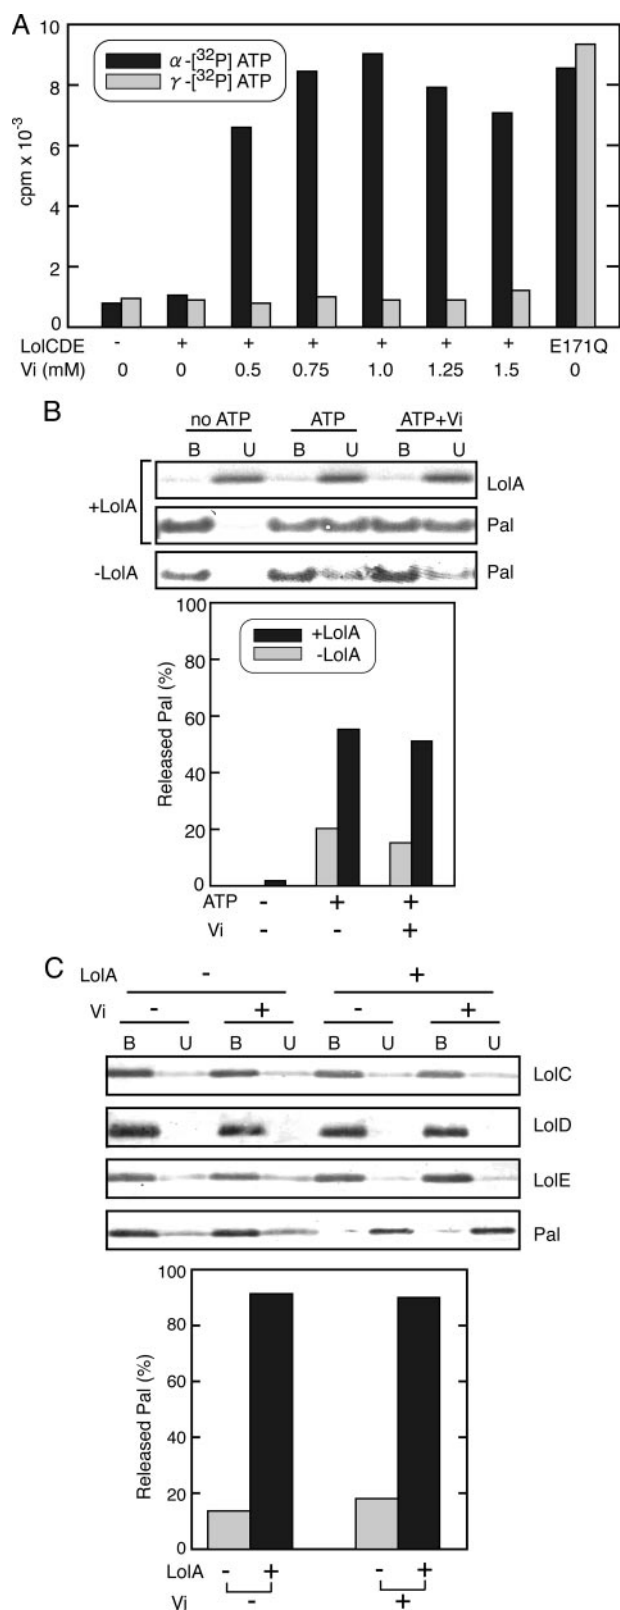 A
10
8
6
4
2
0
cpm x 10⁻³
α-[³²P] ATP
γ-[³²P] ATP
LolCDE - + + + + + + E171Q
Vi (mM) 0 0 0.5 0.75 1.0 1.25 1.5 0
B
no ATP ATP ATP+Vi
B U B U B U
+LolA
LolA
Pal
-LolA Pal
100
80
60
40
20
0
Released Pal (%)
+LolA
-LolA
ATP - + +
Vi - - +
C
LolA - +
Vi - + - +
B U B U B U B U
LolC
LolD
LolE
Pal
100
80
60
40
20
0
Released Pal (%)
LolA - + - +
Vi - +